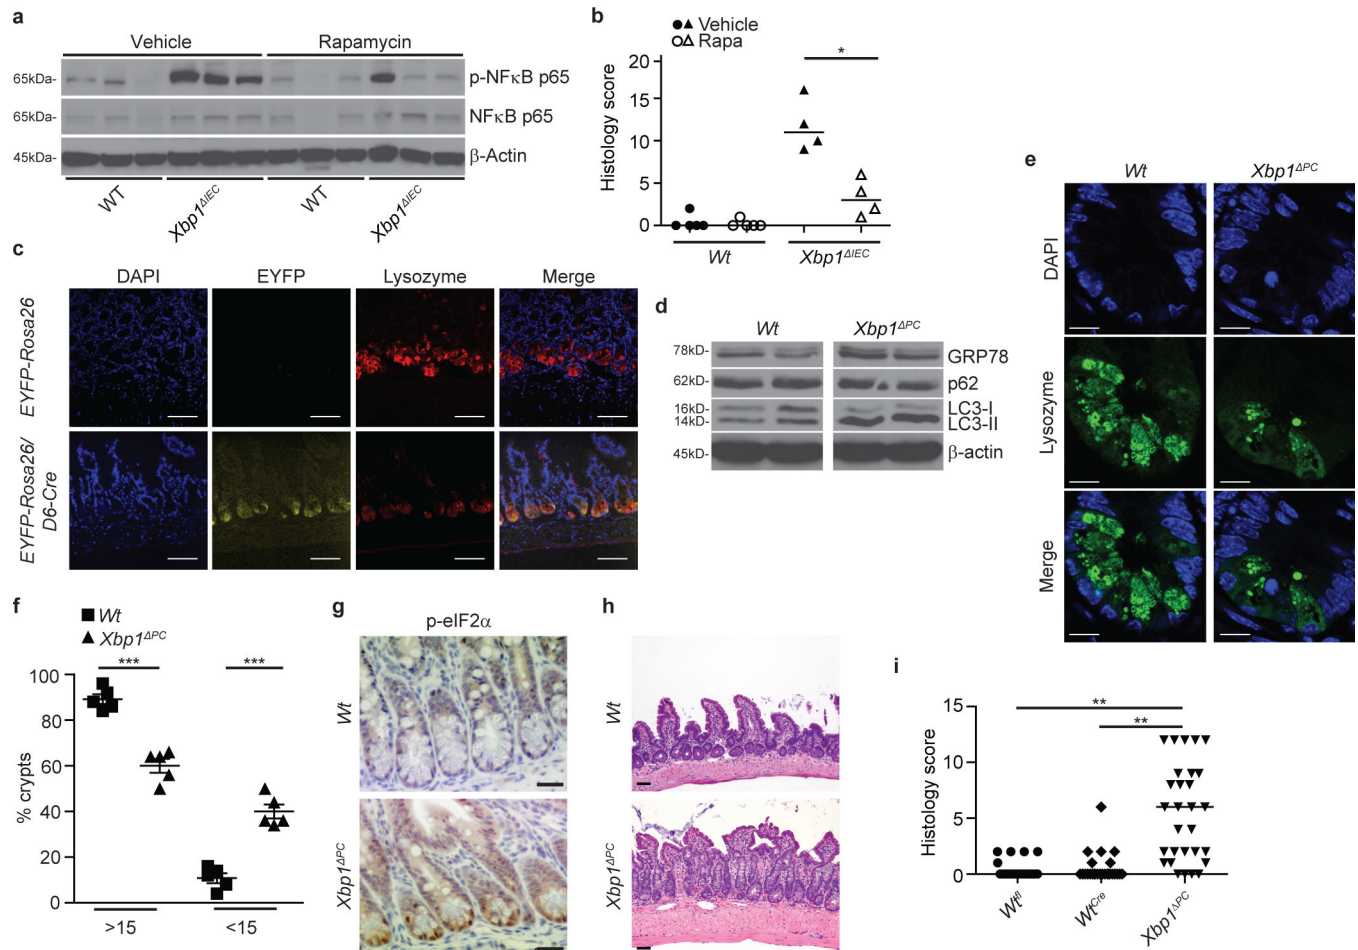 a
Vehicle
Rapamycin
65kDa-
p-NFκB p65
65kDa-
NFκB p65
45kDa-
β-Actin
WT
Xbp1ΔIEC
WT
Xbp1ΔIEC
b
Vehicle
Rapa
*
Histology score
20
15
10
5
0
Wt
Xbp1ΔIEC
c
DAPI
EYFP
Lysozyme
Merge
EYFP-Rosa26
EYFP-Rosa26/
D6-Cre
d
Wt
Xbp1ΔPC
78kD-
GRP78
62kD-
p62
16kD-
LC3-I
14kD-
LC3-II
45kD-
β-actin
e
Wt
Xbp1ΔPC
DAPI
Lysozyme
Merge
f
Wt
Xbp1ΔPC
***
***
% crypts
100
80
60
40
20
0
>15
<15
g
p-eIF2α
Wt
Xbp1ΔPC
h
Wt
Xbp1ΔPC
i
**
**
Histology score
15
10
5
0
Wtfl
WtCre
Xbp1ΔPC